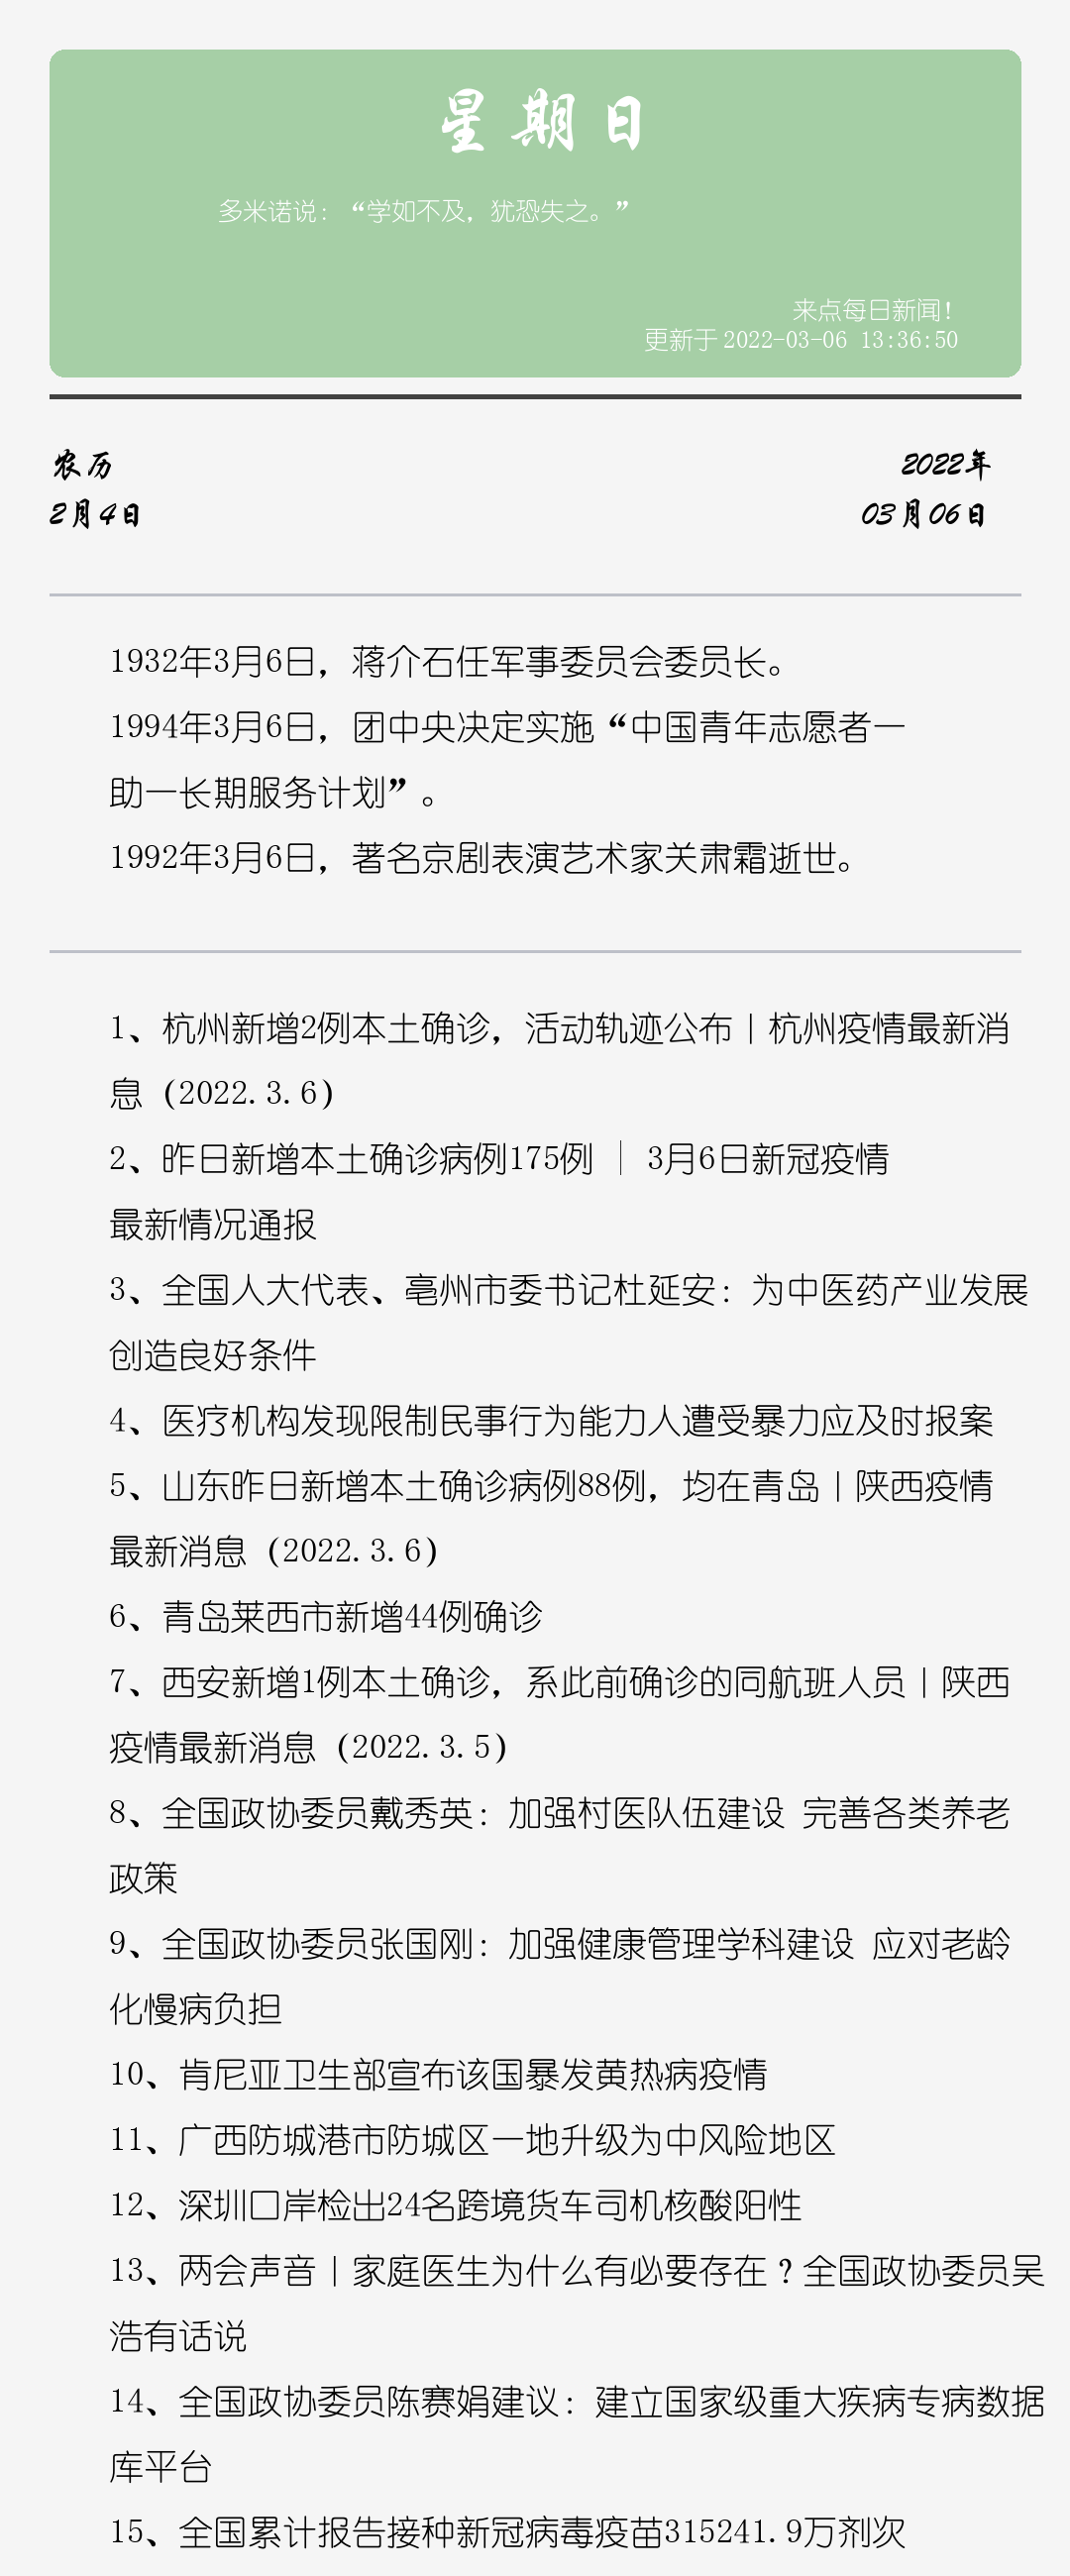 星期日
多米诺说：“学如不及，犹恐失之。”
来点每日新闻！
更新于 2022-03-06 13:36:50
农历
2022年
2月4日
03月06日
1932年3月6日，蒋介石任军事委员会委员长。
1994年3月6日，团中央决定实施“中国青年志愿者一
助一长期服务计划”。
1992年3月6日，著名京剧表演艺术家关肃霜逝世。
1、杭州新增2例本土确诊，活动轨迹公布丨杭州疫情最新消
息（2022.3.6）
2、昨日新增本土确诊病例175例 | 3月6日新冠疫情
最新情况通报
3、全国人大代表、亳州市委书记杜延安：为中医药产业发展
创造良好条件
4、医疗机构发现限制民事行为能力人遭受暴力应及时报案
5、山东昨日新增本土确诊病例88例，均在青岛丨陕西疫情
最新消息（2022.3.6）
6、青岛莱西市新增44例确诊
7、西安新增1例本土确诊，系此前确诊的同航班人员丨陕西
疫情最新消息（2022.3.5）
8、全国政协委员戴秀英：加强村医队伍建设 完善各类养老
政策
9、全国政协委员张国刚：加强健康管理学科建设 应对老龄
化慢病负担
10、肯尼亚卫生部宣布该国暴发黄热病疫情
11、广西防城港市防城区一地升级为中风险地区
12、深圳口岸检出24名跨境货车司机核酸阳性
13、两会声音丨家庭医生为什么有必要存在？全国政协委员吴
浩有话说
14、全国政协委员陈赛娟建议：建立国家级重大疾病专病数据
库平台
15、全国累计报告接种新冠病毒疫苗315241.9万剂次